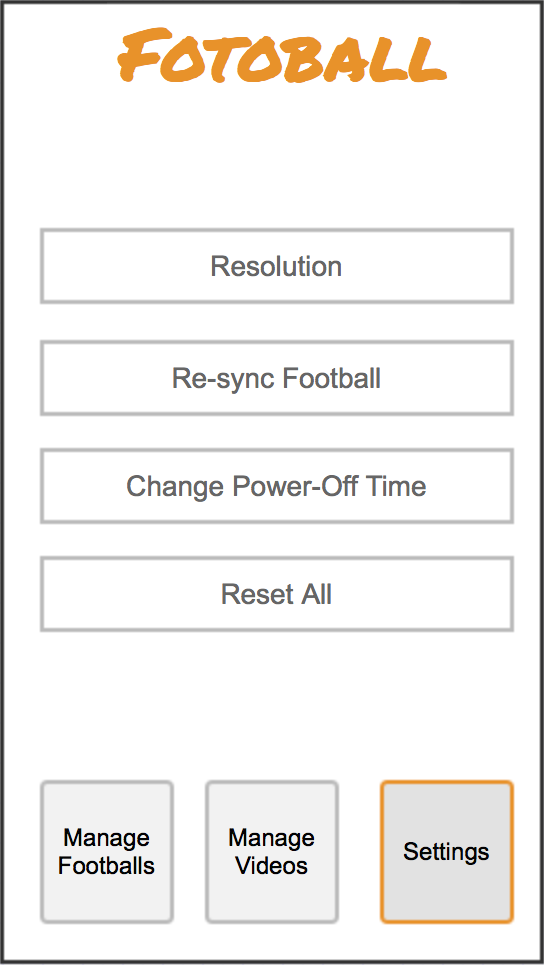 FOTOBALL
Resolution
Re-sync Football
Change Power-Off Time
Reset All
Manage
Footballs
Manage
Videos
Settings